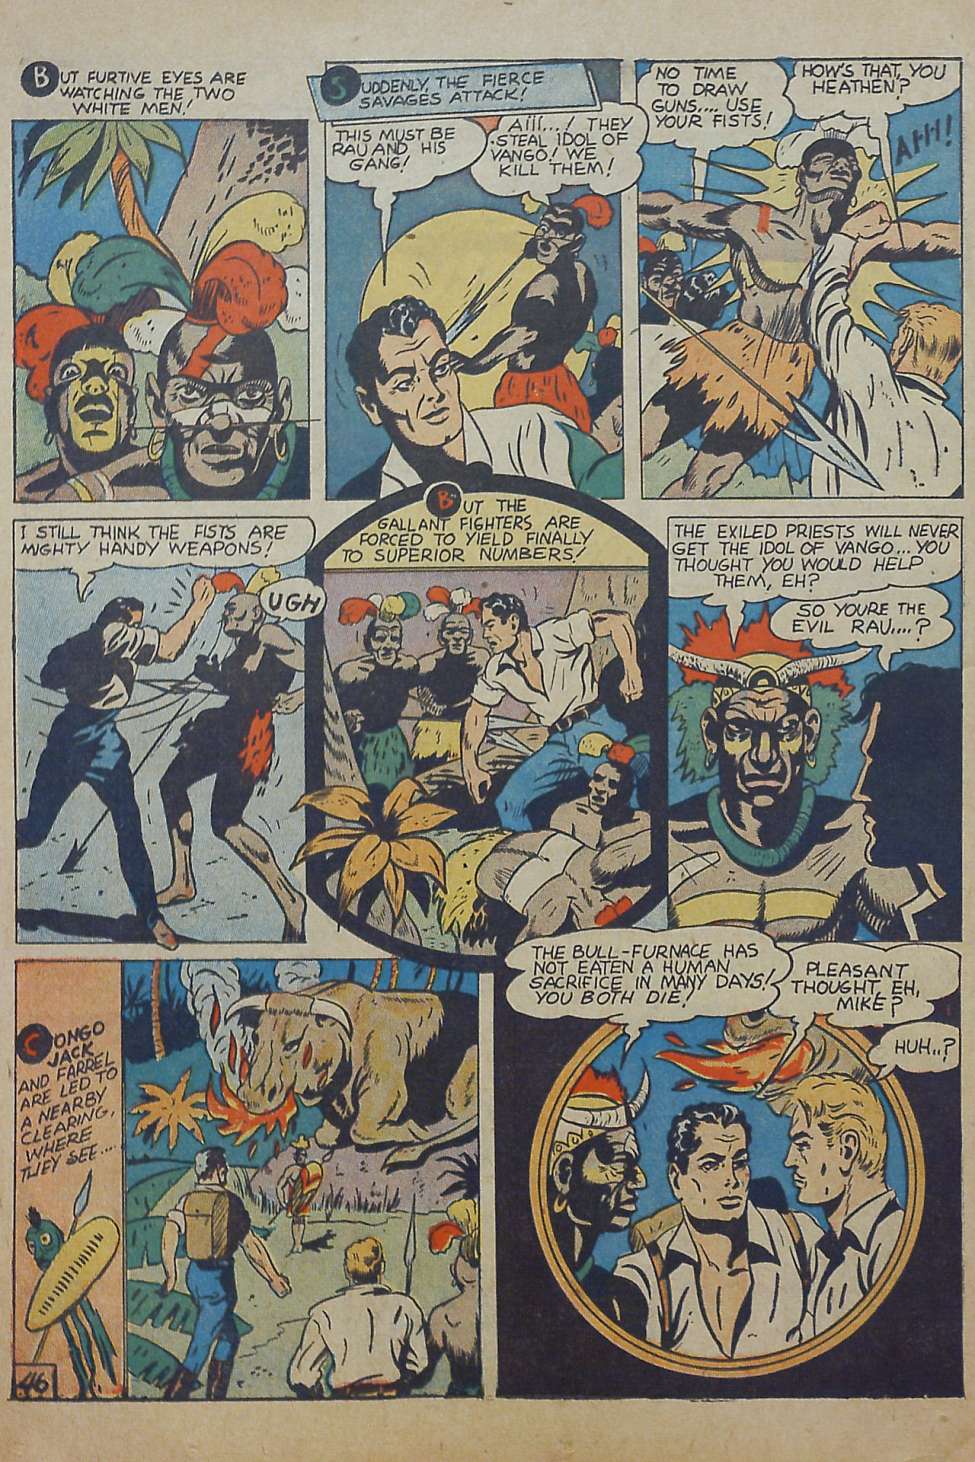 BUT FURTIVE EYES ARE
WATCHING THE TWO
WHITE MEN!
SUDDENLY, THE FIERCE
SAVAGES ATTACK!
THIS MUST BE
RAU AND HIS
GANG!
AIII...! THEY
STEAL IDOL OF
VANGO! WE
KILL THEM!
NO TIME
TO DRAW
GUNS.... USE
YOUR FISTS!
HOW'S THAT, YOU
HEATHEN?
AHH!
I STILL THINK THE FISTS ARE
MIGHTY HANDY WEAPONS!
UGH
BUT THE
GALLANT FIGHTERS ARE
FORCED TO YIELD FINALLY
TO SUPERIOR NUMBERS!
THE EXILED PRIESTS WILL NEVER
GET THE IDOL OF VANGO... YOU
THOUGHT YOU WOULD HELP
THEM, EH?
SO YOURE THE
EVIL RAU....?
CONGO
JACK
AND FARREL
ARE LED TO
A NEARBY
CLEARING,
WHERE
THEY SEE...
THE BULL-FURNACE HAS
NOT EATEN A HUMAN
SACRIFICE IN MANY DAYS!
YOU BOTH DIE!
PLEASANT
THOUGHT, EH,
MIKE?
HUH..?
46